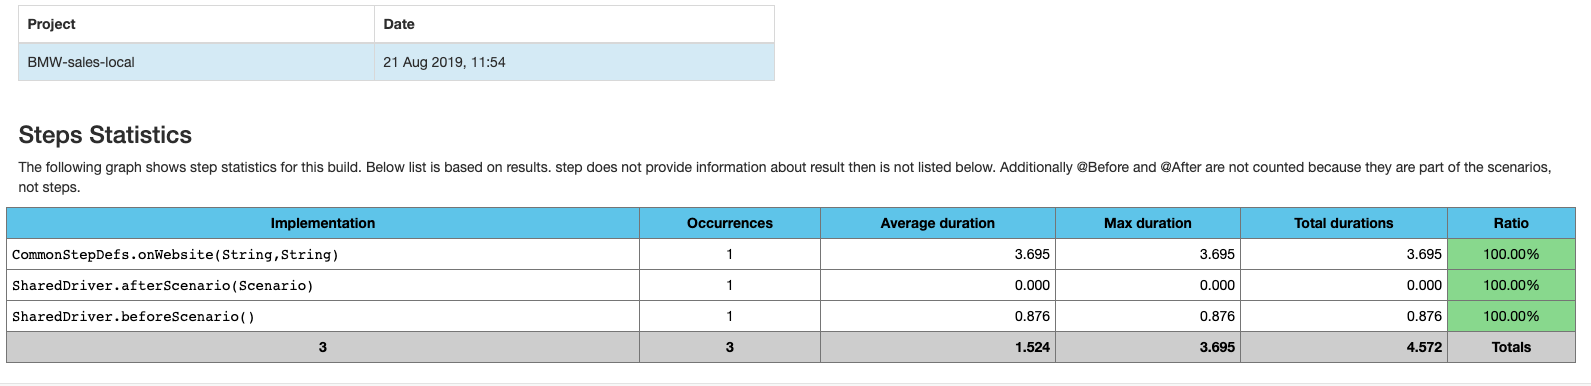 Project Date
BMW-sales-local 21 Aug 2019, 11:54
Steps Statistics
The following graph shows step statistics for this build. Below list is based on results. step does not provide information about result then is not listed below. Additionally @Before and @After are not counted because they are part of the scenarios,
not steps.
Implementation Occurrences Average duration Max duration Total durations Ratio
CommonStepDefs.onWebsite(String,String) 1 3.695 3.695 3.695 100.00%
SharedDriver.afterScenario(Scenario) 1 0.000 0.000 0.000 100.00%
SharedDriver.beforeScenario() 1 0.876 0.876 0.876 100.00%
3 3 1.524 3.695 4.572 Totals